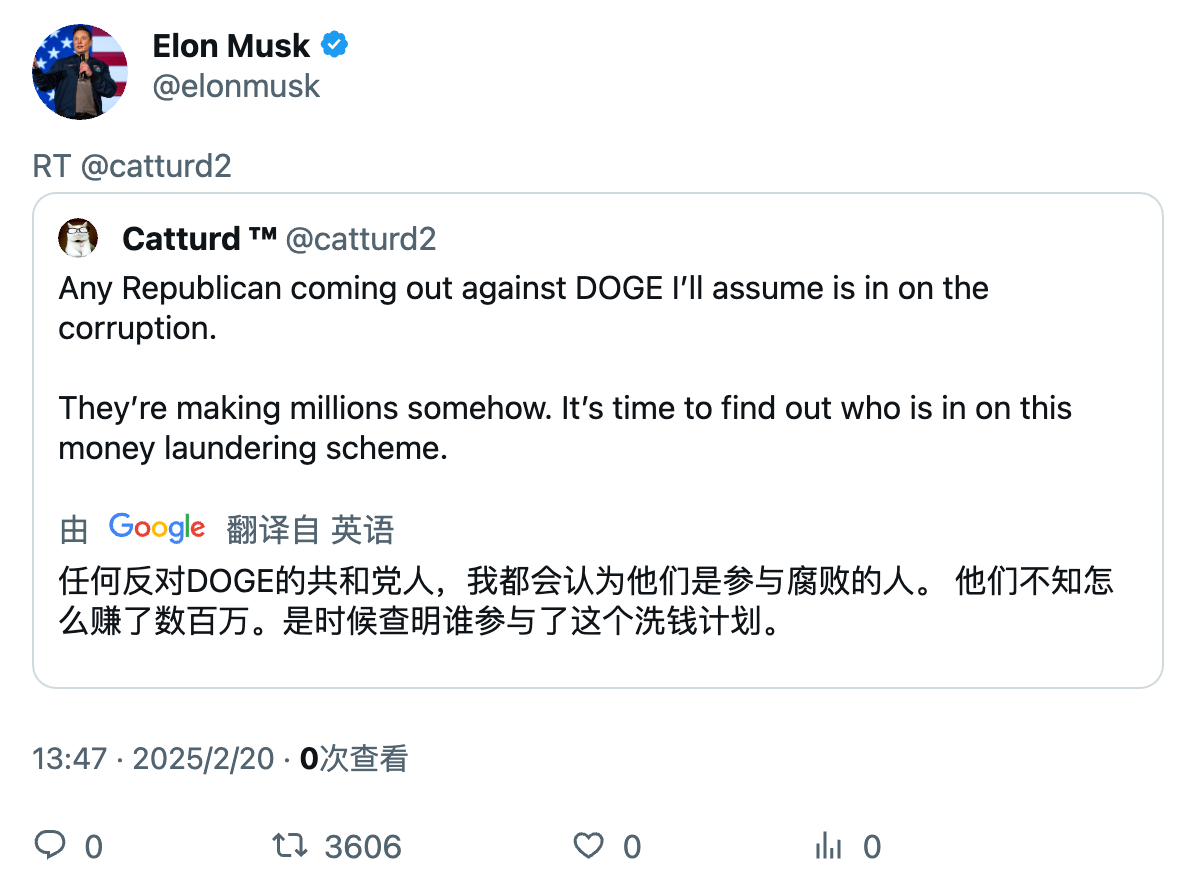 Elon Musk
@elonmusk
RT @catturd2
Catturd ™ @catturd2
Any Republican coming out against DOGE I’ll assume is in on the
corruption.
They’re making millions somehow. It’s time to find out who is in on this
money laundering scheme.
由 Google 翻译自 英语
任何反对DOGE的共和党人，我都会认为他们是参与腐败的人。 他们不知怎
么赚了数百万。是时候查明谁参与了这个洗钱计划。
13:47 · 2025/2/20 · 0次查看
0 3606 0 0